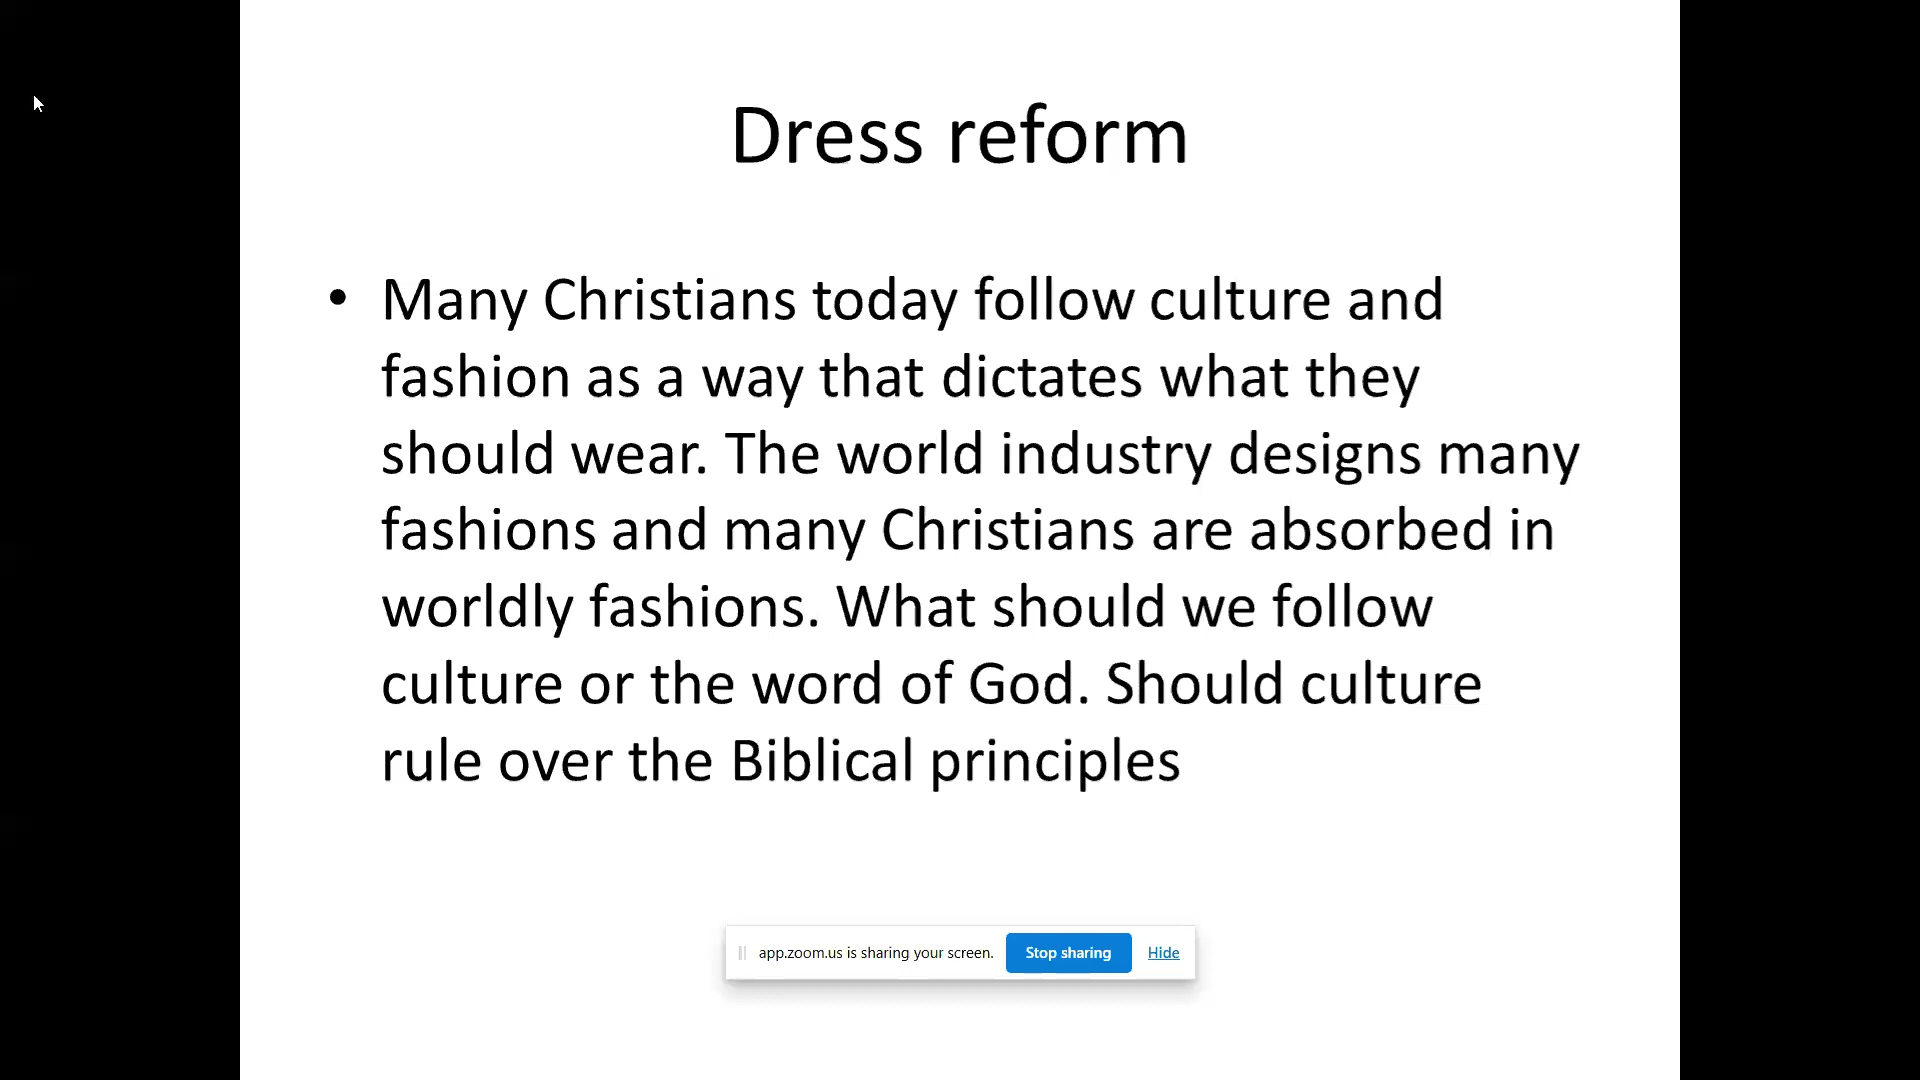 Dress reform
• Many Christians today follow culture and
fashion as a way that dictates what they
should wear. The world industry designs many
fashions and many Christians are absorbed in
worldly fashions. What should we follow
culture or the word of God. Should culture
rule over the Biblical principles
app.zoom.us is sharing your screen. Stop sharing Hide